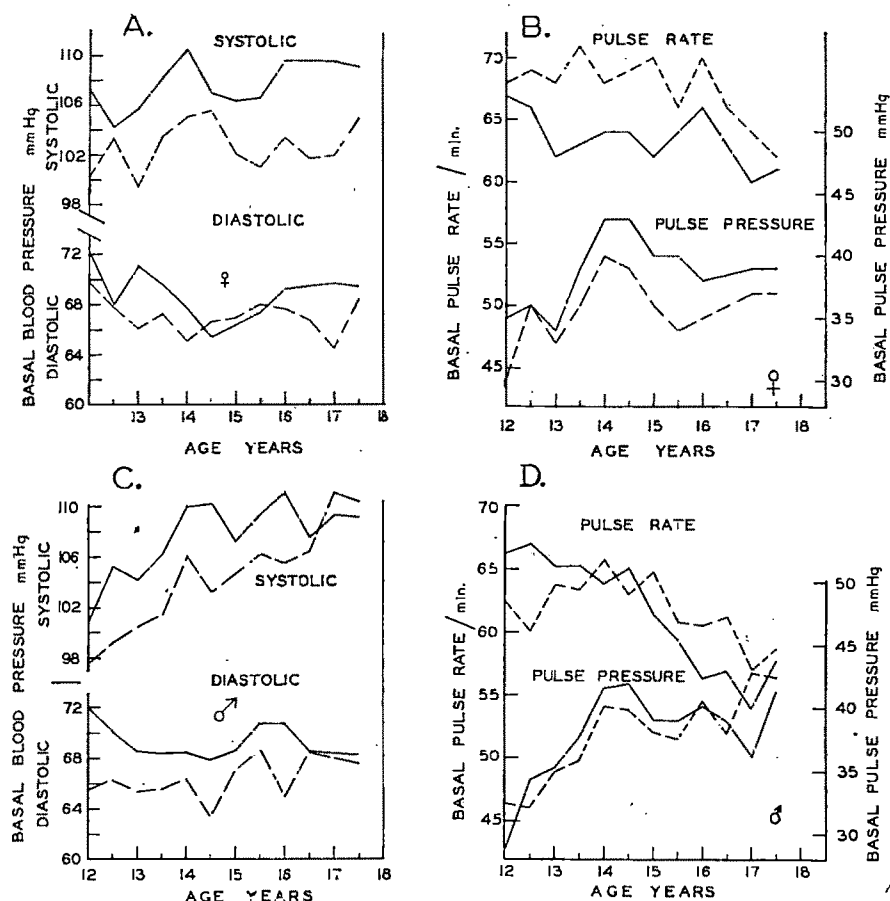 A.
SYSTOLIC
110
106
102
98
DIASTOLIC
♀
72
68
64
60
12 13 14 15 16 17 18
AGE YEARS
BASAL BLOOD PRESSURE mmHg
DIASTOLIC SYSTOLIC
B.
PULSE RATE
70
65
60
55
50
45
PULSE PRESSURE
50
45
40
35
30
♀
12 13 14 15 16 17 18
AGE YEARS
BASAL PULSE RATE / min.
BASAL PULSE PRESSURE mmHg
C.
110
106
102
98
SYSTOLIC
DIASTOLIC
♂
72
68
64
60
12 13 14 15 16 17 18
AGE YEARS
BASAL BLOOD PRESSURE mmHg
DIASTOLIC SYSTOLIC
D.
70
PULSE RATE
65
60
55
50
45
PULSE PRESSURE
50
45
40
35
30
♂
12 13 14 15 16 17 18
AGE YEARS
BASAL PULSE RATE / min.
BASAL PULSE PRESSURE mmHg